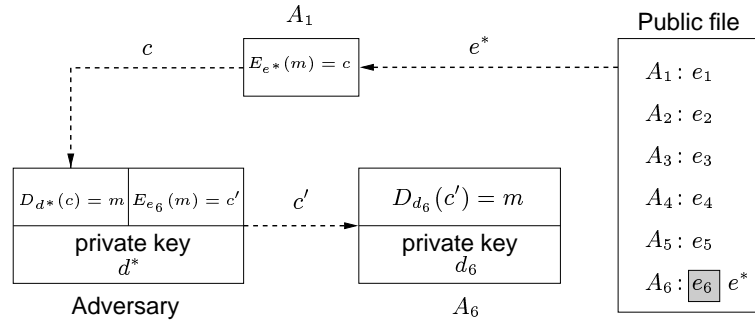 A₁
Public file
c
e*
E_{e*}(m) = c
A₁ : e₁
A₂ : e₂
A₃ : e₃
A₄ : e₄
A₅ : e₅
A₆ : e₆ e*
D_{d*}(c) = m
E_{e₆}(m) = c′
c′
D_{d₆}(c′) = m
private key
d*
private key
d₆
Adversary
A₆